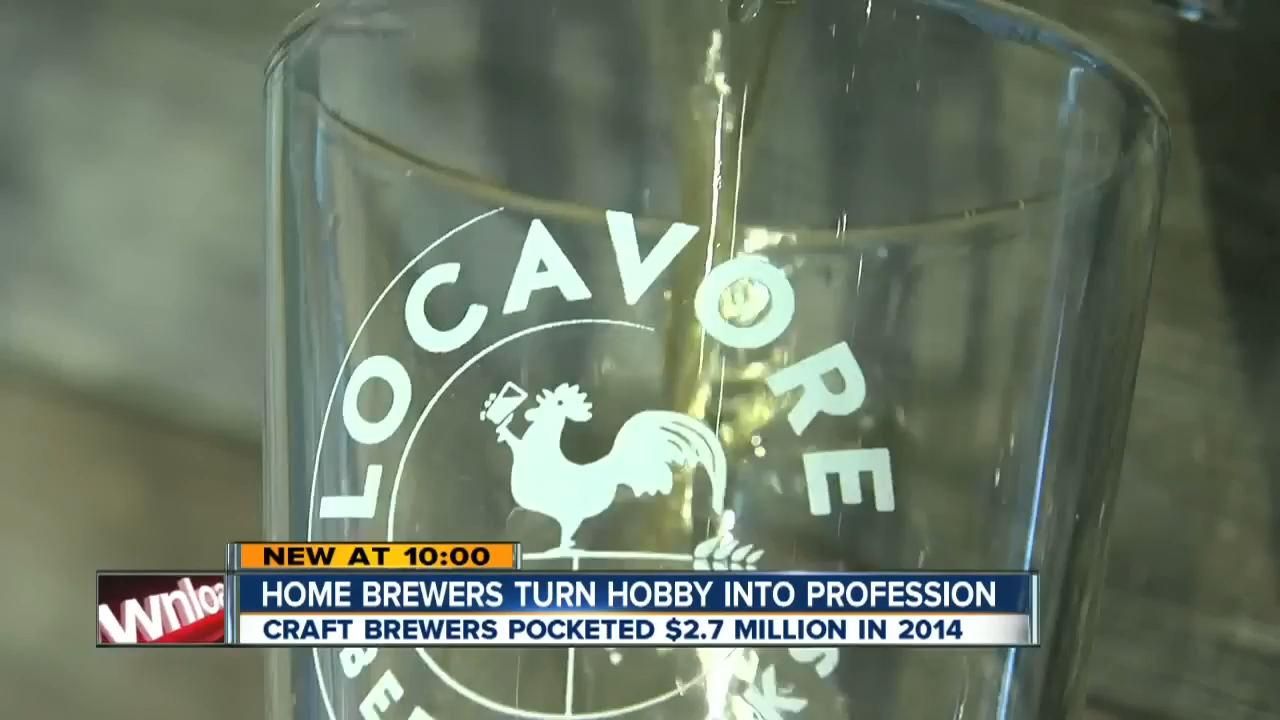 LOCAVORE
NEW AT 10:00
HOME BREWERS TURN HOBBY INTO PROFESSION
CRAFT BREWERS POCKETED $2.7 MILLION IN 2014